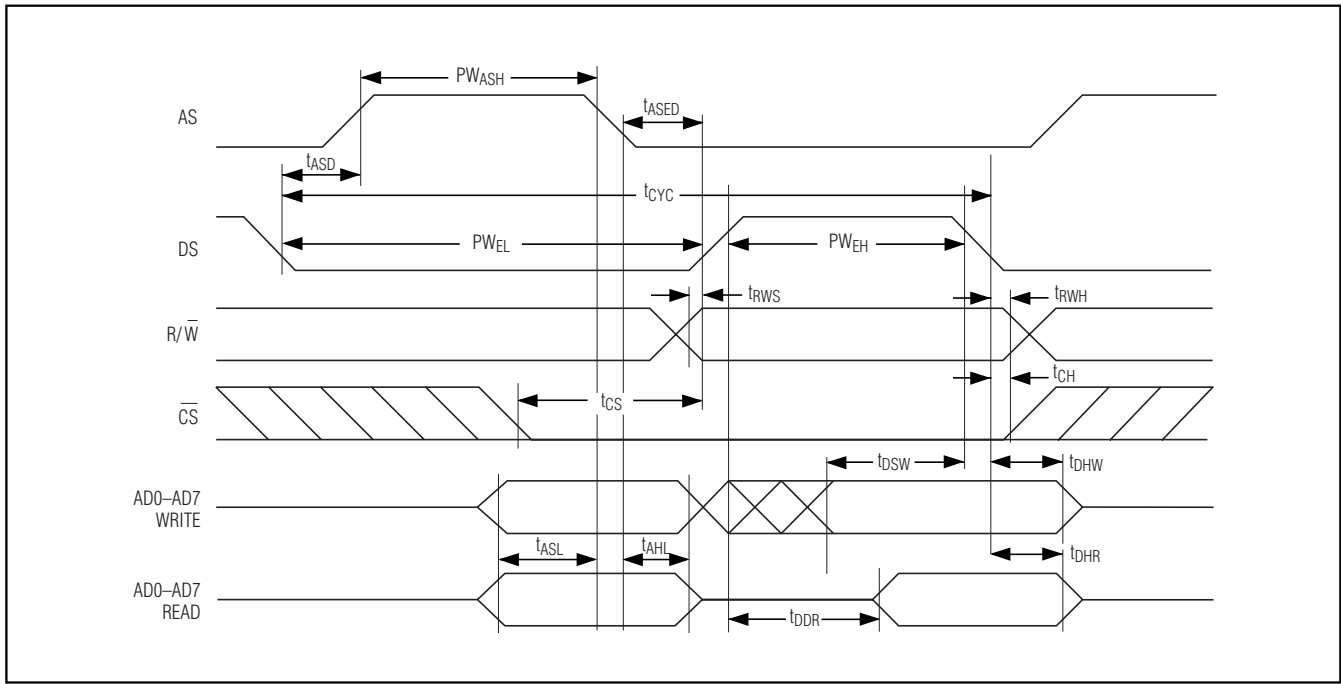 PWASH
AS
tASED
tASD
tCYC
DS
PWEL
PWEH
tRWS
tRWH
R/W̅
tCH
C̅S̅
tCS
tDSW
tDHW
AD0–AD7
WRITE
tASL
tAHL
tDHR
AD0–AD7
READ
tDDR